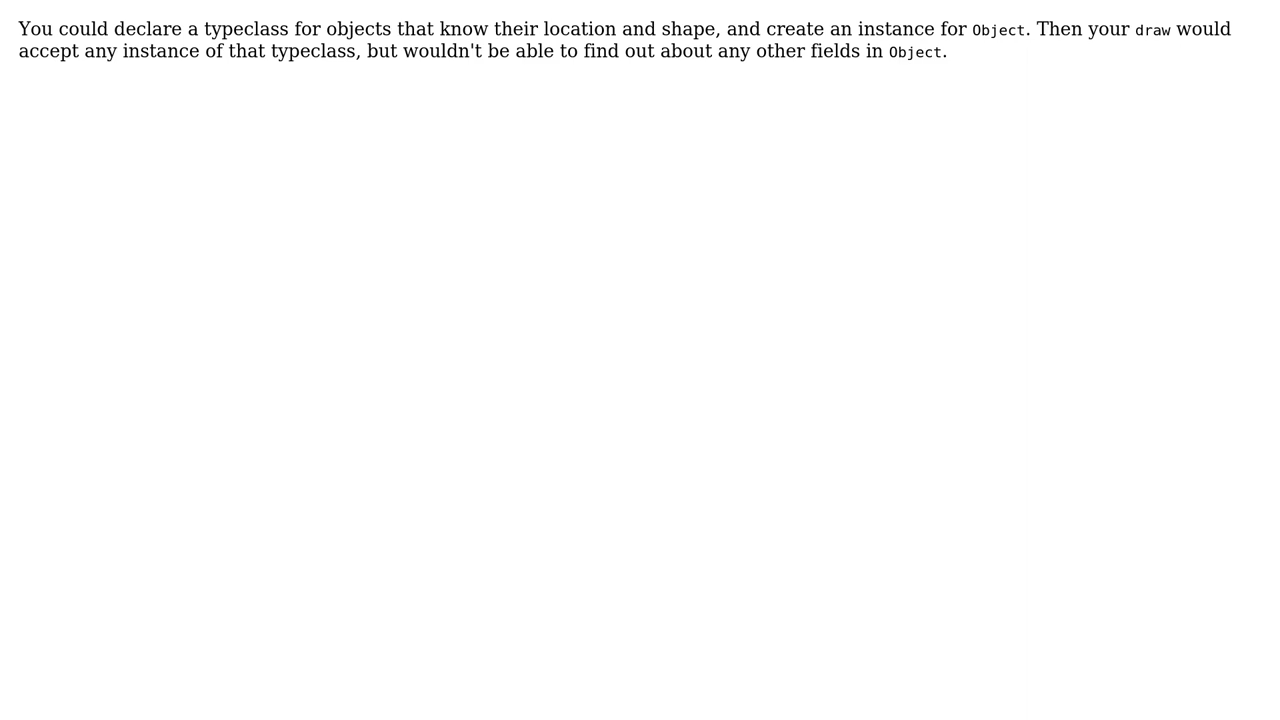 You could declare a typeclass for objects that know their location and shape, and create an instance for Object. Then your draw would
accept any instance of that typeclass, but wouldn't be able to find out about any other fields in Object.